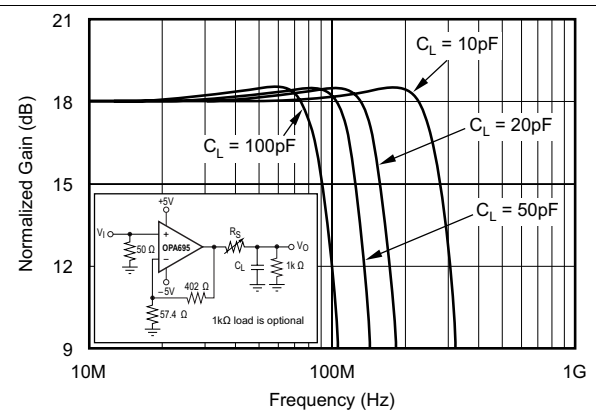 21
18
15
12
9
Normalized Gain (dB)
C_L = 10pF
C_L = 100pF
C_L = 20pF
C_L = 50pF
+5V
V_I
50 Ω
+
OPA695
−
−5V
402 Ω
57.4 Ω
R_S
V_O
C_L
1k Ω
1kΩ load is optional
10M
100M
1G
Frequency (Hz)